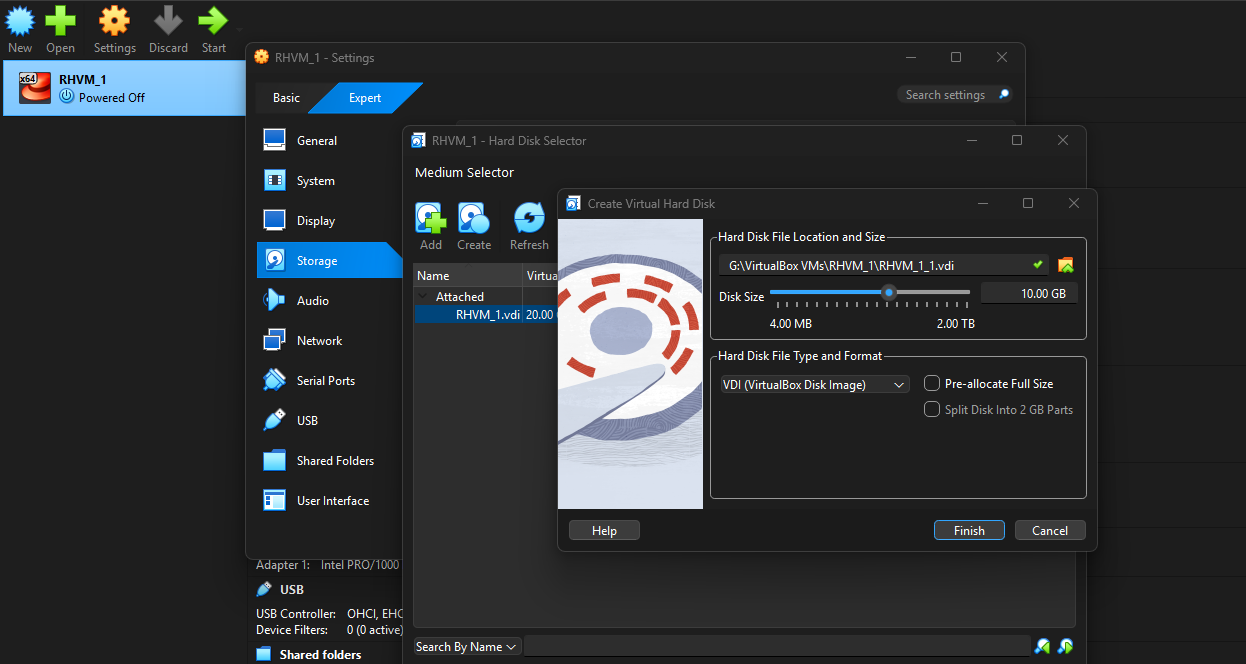 New Open Settings Discard Start
x64
RHVM_1
Powered Off
RHVM_1 - Settings
Basic Expert
Search settings
General
System
Display
Storage
Audio
Network
Serial Ports
USB
Shared Folders
User Interface
Adapter 1: Intel PRO/1000
USB
USB Controller: OHCI, EHC
Device Filters: 0 (0 active)
Shared folders
RHVM_1 - Hard Disk Selector
Medium Selector
Add Create Refresh
Name Virtua
Attached
RHVM_1.vdi 20.00
Search By Name
Create Virtual Hard Disk
Hard Disk File Location and Size
G:\VirtualBox VMs\RHVM_1\RHVM_1_1.vdi
Disk Size 10.00 GB
4.00 MB 2.00 TB
Hard Disk File Type and Format
VDI (VirtualBox Disk Image) Pre-allocate Full Size
Split Disk Into 2 GB Parts
Help Finish Cancel